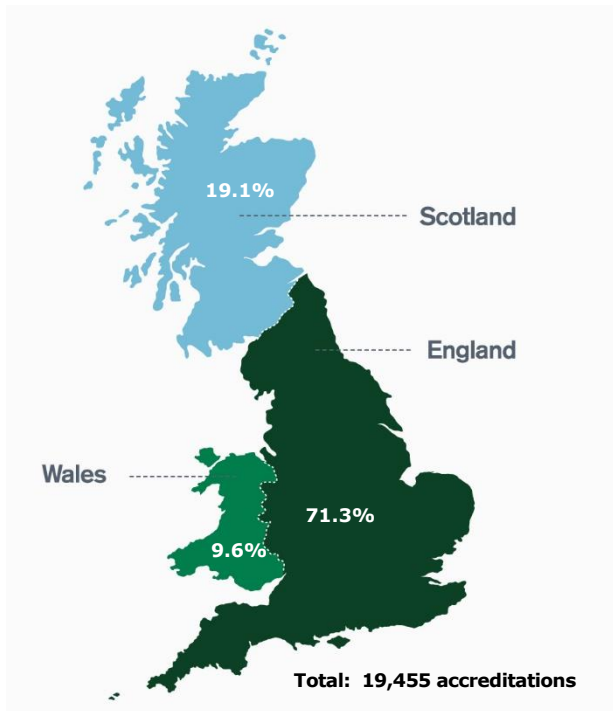 19.1%
Scotland
England
Wales
71.3%
9.6%
Total: 19,455 accreditations